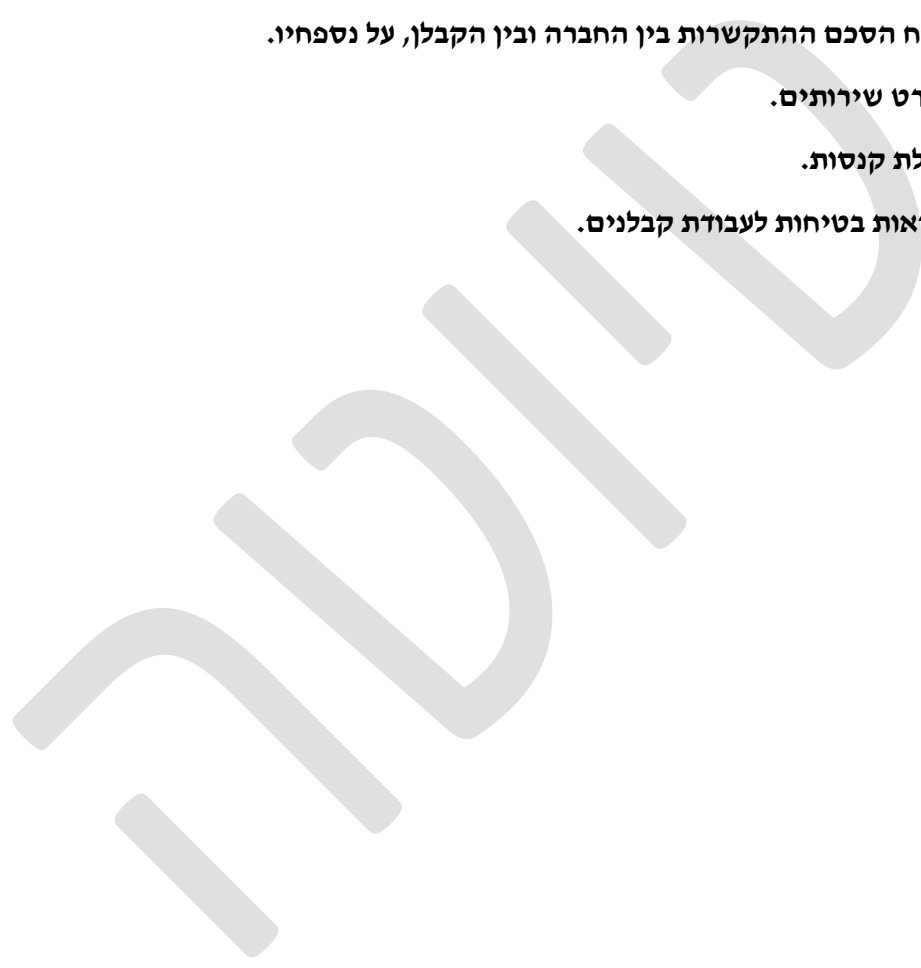 ח הסכם ההתקשרות בין החברה ובין הקבלן, על נספחיו.
שירותים.
קנסות.
בטיחות לעבודת קבלנים.
טיוטה